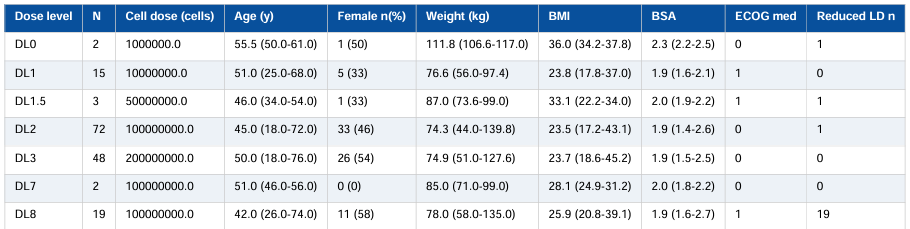 Dose level N Cell dose (cells) Age (y) Female n(%) Weight (kg) BMI BSA ECOG med Reduced LD n
DL0 2 1000000.0 55.5 (50.0-61.0) 1 (50) 111.8 (106.6-117.0) 36.0 (34.2-37.8) 2.3 (2.2-2.5) 0 1
DL1 15 10000000.0 51.0 (25.0-68.0) 5 (33) 76.6 (56.0-97.4) 23.8 (17.8-37.0) 1.9 (1.6-2.1) 1 0
DL1.5 3 50000000.0 46.0 (34.0-54.0) 1 (33) 87.0 (73.6-99.0) 33.1 (22.2-34.0) 2.0 (1.9-2.2) 1 1
DL2 72 100000000.0 45.0 (18.0-72.0) 33 (46) 74.3 (44.0-139.8) 23.5 (17.2-43.1) 1.9 (1.4-2.6) 0 1
DL3 48 200000000.0 50.0 (18.0-76.0) 26 (54) 74.9 (51.0-127.6) 23.7 (18.6-45.2) 1.9 (1.5-2.5) 0 0
DL7 2 100000000.0 51.0 (46.0-56.0) 0 (0) 85.0 (71.0-99.0) 28.1 (24.9-31.2) 2.0 (1.8-2.2) 0 0
DL8 19 100000000.0 42.0 (26.0-74.0) 11 (58) 78.0 (58.0-135.0) 25.9 (20.8-39.1) 1.9 (1.6-2.7) 1 19